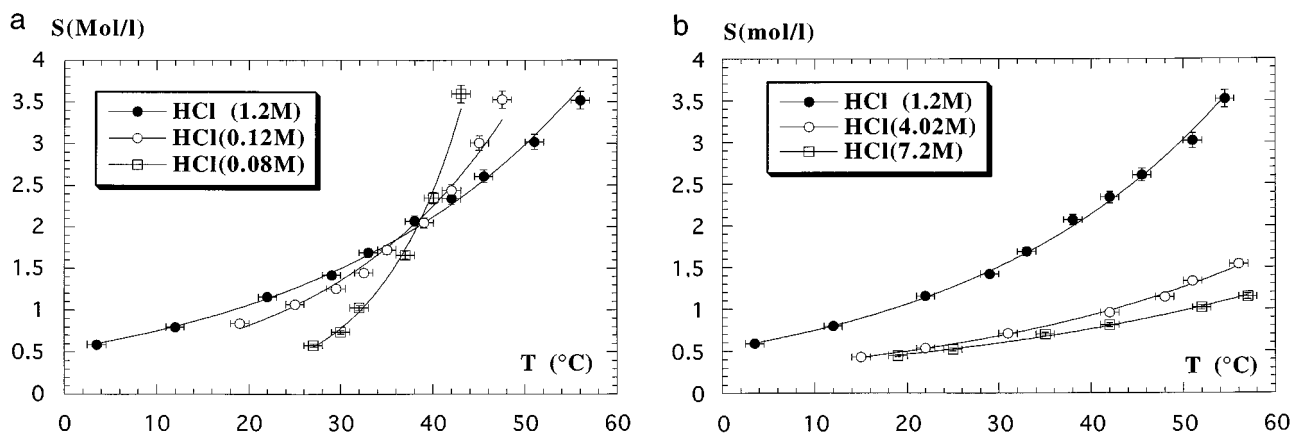 a
S(Mol/l)
4
3.5
3
2.5
2
1.5
1
0.5
0
HCl (1.2M)
HCl(0.12M)
HCl(0.08M)
T (°C)
0 10 20 30 40 50 60
b
S(mol/l)
4
3.5
3
2.5
2
1.5
1
0.5
0
HCl (1.2M)
HCl(4.02M)
HCl(7.2M)
T (°C)
0 10 20 30 40 50 60